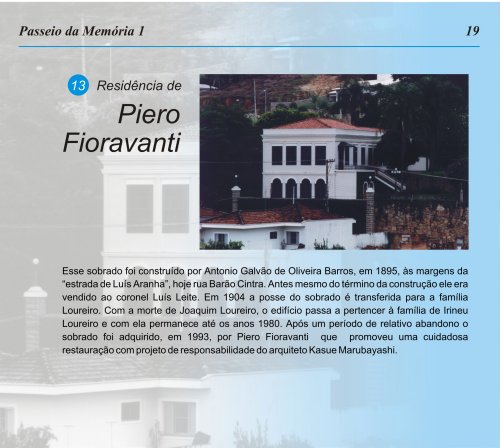 Passeio da Memória 1 19
13 Residência de
Piero
Fioravanti
Esse sobrado foi construído por Antonio Galvão de Oliveira Barros, em 1895, às margens da
“estrada de Luís Aranha”, hoje rua Barão Cintra. Antes mesmo do término da construção ele era
vendido ao coronel Luís Leite. Em 1904 a posse do sobrado é transferida para a família
Loureiro. Com a morte de Joaquim Loureiro, o edifício passa a pertencer à família de Irineu
Loureiro e com ela permanece até os anos 1980. Após um período de relativo abandono o
sobrado foi adquirido, em 1993, por Piero Fioravanti que promoveu uma cuidadosa
restauração com projeto de responsabilidade do arquiteto Kasue Marubayashi.